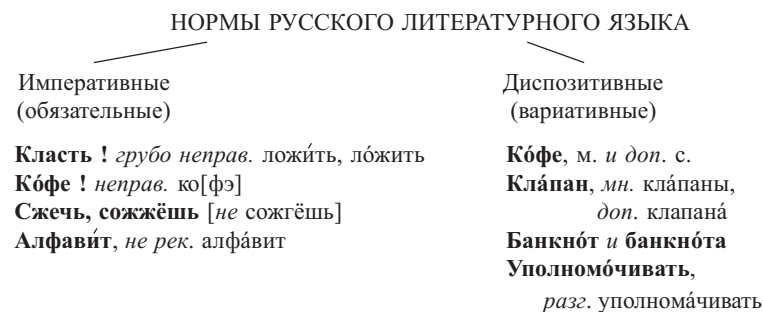 НОРМЫ РУССКОГО ЛИТЕРАТУРНОГО ЯЗЫКА
Императивные
(обязательные)
Класть ! грубо неправ. ложи́ть, ло́жить
Ко́фе ! неправ. ко[фэ]
Сжечь, сожжёшь [не сожгёшь]
Алфави́т, не рек. алфа́вит
Диспозитивные
(вариативные)
Ко́фе, м. и доп. с.
Кла́пан, мн. кла́паны,
доп. клапана́
Банкно́т и банкно́та
Уполномо́чивать,
разг. уполнома́чивать